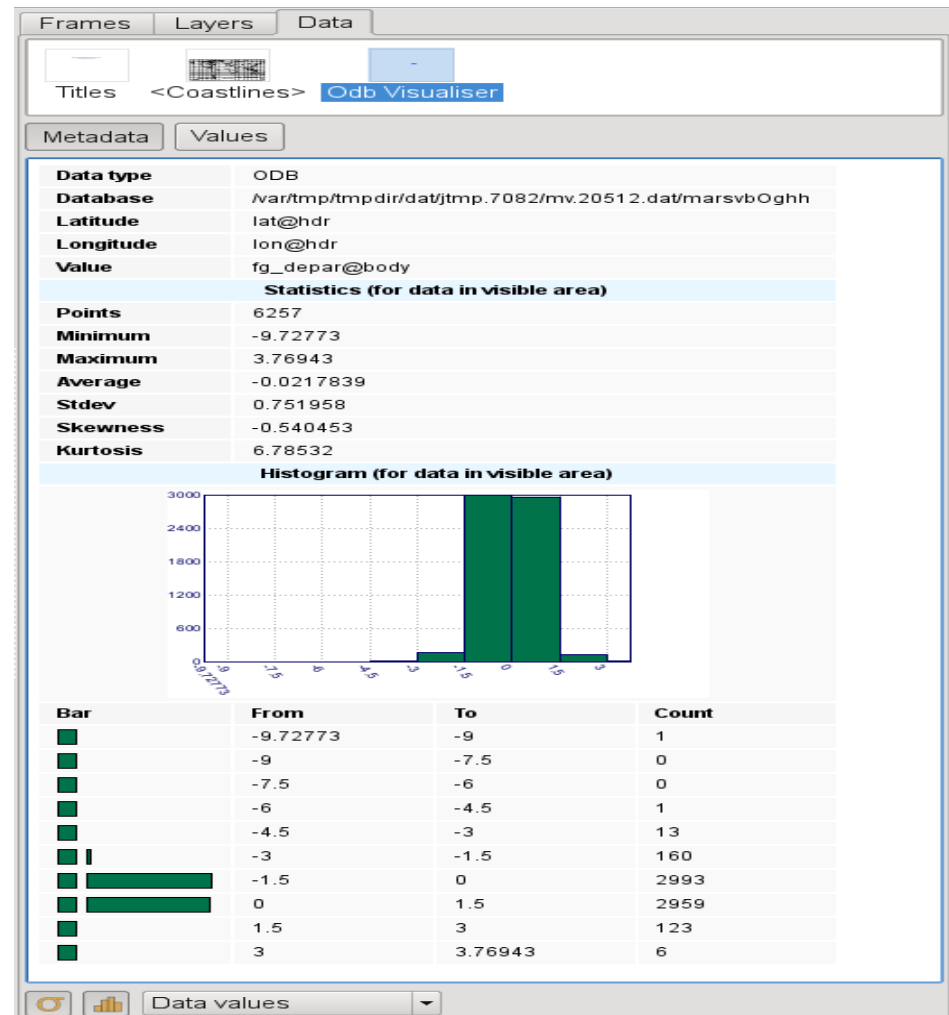 Frames Layers Data
Titles <Coastlines> Odb Visualiser
Metadata Values
Data type ODB
Database /var/tmp/tmpdir/dat/jtmp.7082/mv.20512.dat/marsvbOghh
Latitude lat@hdr
Longitude lon@hdr
Value fg_depar@body
Statistics (for data in visible area)
Points 6257
Minimum -9.72773
Maximum 3.76943
Average -0.0217839
Stdev 0.751958
Skewness -0.540453
Kurtosis 6.78532
Histogram (for data in visible area)
3000
2400
1800
1200
600
0
-9.72773 -9 -7.5 -6 -4.5 -3 -1.5 0 1.5 3
Bar From To Count
-9.72773 -9 1
-9 -7.5 0
-7.5 -6 0
-6 -4.5 1
-4.5 -3 13
-3 -1.5 160
-1.5 0 2993
0 1.5 2959
1.5 3 123
3 3.76943 6
σ Data values